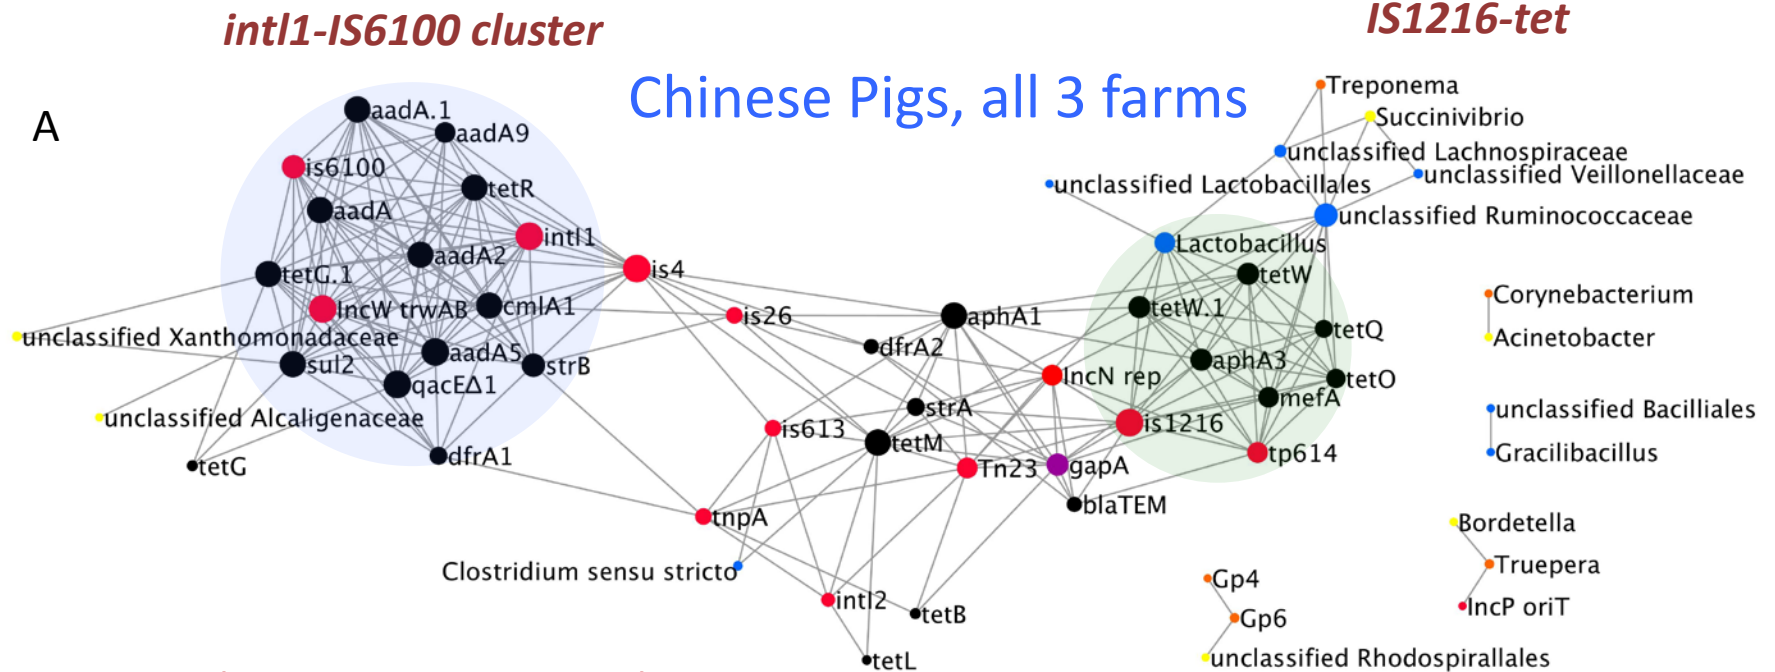 intI1-IS6100 cluster
IS1216-tet
Chinese Pigs, all 3 farms
A
aadA.1
aadA9
is6100
tetR
aadA
intI1
aadA2
tetG.1
IncW trwAB
cmlA1
unclassified Xanthomonadaceae
aadA5
sul2
strB
qacEΔ1
unclassified Alcaligenaceae
dfrA1
tetG
is4
is26
aphA1
dfrA2
IncN rep
strA
is613
tetM
Tn23
gapA
blaTEM
tnpA
Clostridium sensu stricto
intI2
tetB
tetL
Treponema
Succinivibrio
unclassified Lachnospiraceae
unclassified Veillonellaceae
unclassified Lactobacillales
unclassified Ruminococcaceae
Lactobacillus
tetW
tetW.1
tetQ
aphA3
tetO
mefA
is1216
tp614
Corynebacterium
Acinetobacter
unclassified Bacilliales
Gracilibacillus
Bordetella
Truepera
IncP oriT
Gp4
Gp6
unclassified Rhodospirallales